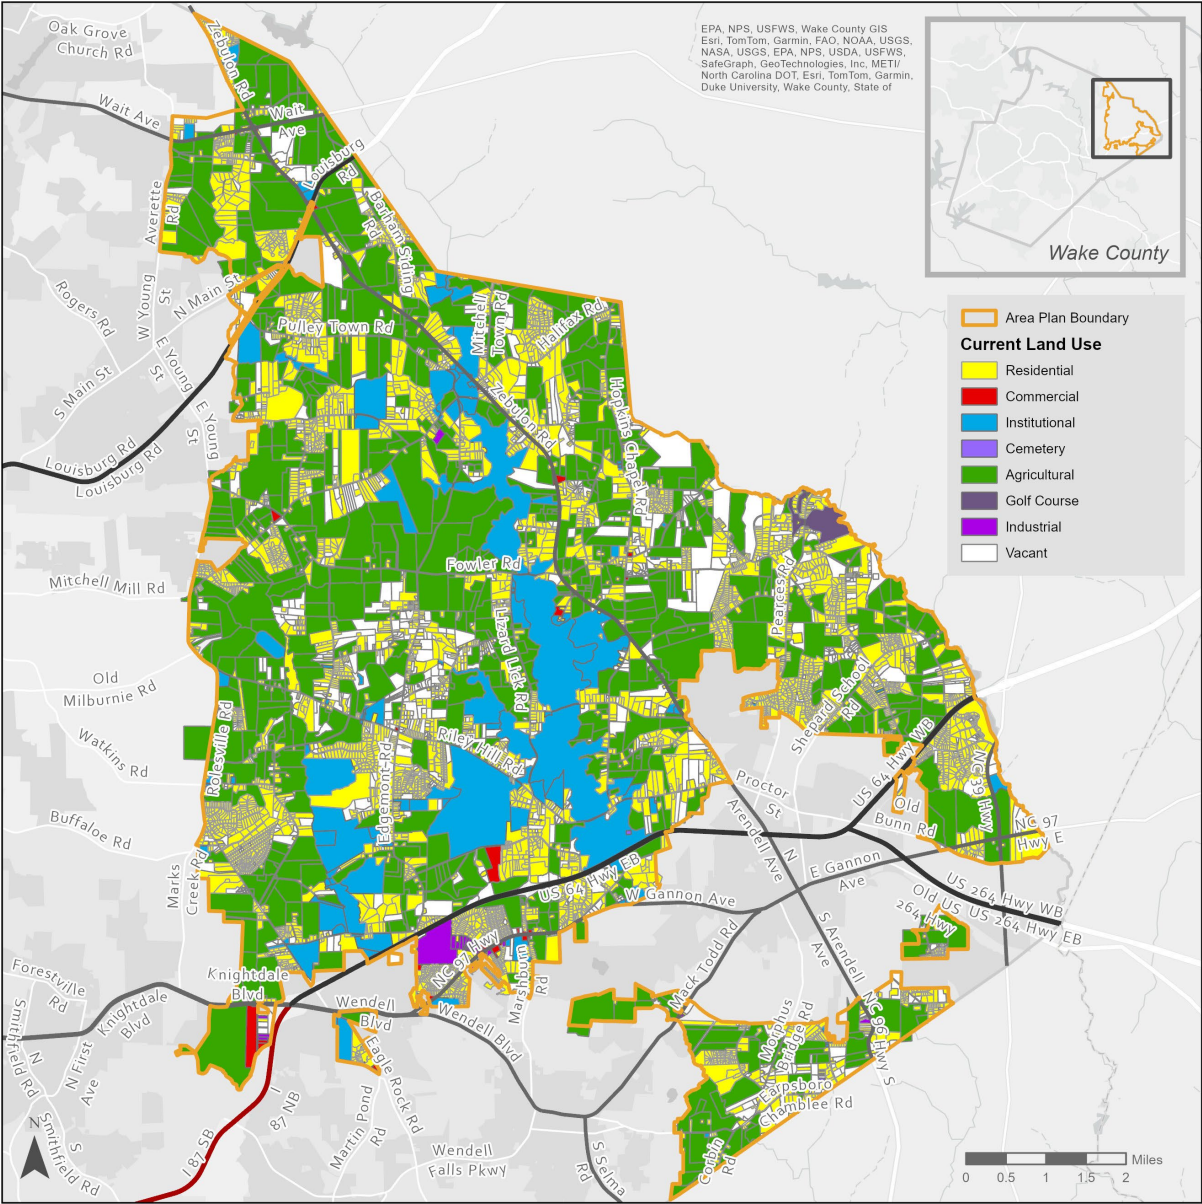 Oak Grove
Church Rd
Zebulon Rd
EPA, NPS, USFWS, Wake County GIS
Esri, TomTom, Garmin, FAO, NOAA, USGS,
NASA, USGS, EPA, NPS, USDA, USFWS,
SafeGraph, GeoTechnologies, Inc, METI/
North Carolina DOT, Esri, TomTom, Garmin,
Duke University, Wake County, State of
Wake County
Wait Ave
Wait
Ave
Louisburg
Rd
Averette
Rd
Barham Siding
Rd
Rogers Rd
W Young
St
N Main St
Pulley Town Rd
Mitchell
Town Rd
Halifax Rd
Area Plan Boundary
Current Land Use
Residential
Commercial
Institutional
Cemetery
Agricultural
Golf Course
Industrial
Vacant
S Main St
E Young
St
E Young
St
Zebulon Rd
Hopkins Chapel Rd
Louisburg Rd
Louisburg Rd
Mitchell Mill Rd
Fowler Rd
Lizard Lick Rd
Pearces Rd
Old
Milburnie Rd
Watkins Rd
Rolesville Rd
Riley Hill Rd
Edgemont Rd
Shepard School
Rd
US 64 Hwy WB
NC 39 Hwy
Proctor
St
Old
Bunn Rd
NC 97
Hwy E
Buffaloe Rd
Marks
Creek Rd
US 64 Hwy EB
Arendell Ave
N
E Gannon
Ave
W Gannon Ave
US 264 Hwy WB
US 264 Hwy EB
Old US
264 Hwy
S Arendell
Ave
NC 97 Hwy
Marshburn
Rd
Mack Todd Rd
Forestville
Rd
Knightdale
Blvd
Knightdale
Blvd
Wendell
Blvd
Wendell Blvd
Smithfield Rd
N
N First
Ave
Eagle Rock Rd
Mophus
Bridge Rd
NC 96 Hwy S
Earpsboro
Chamblee Rd
I
87 NB
I 87 SB
Martin Pond
Rd
Wendell
Falls Pkwy
S Selma
Rd
Corbin
Rd
S
Smithfield Rd
N
0 0.5 1 1.5 2
Miles